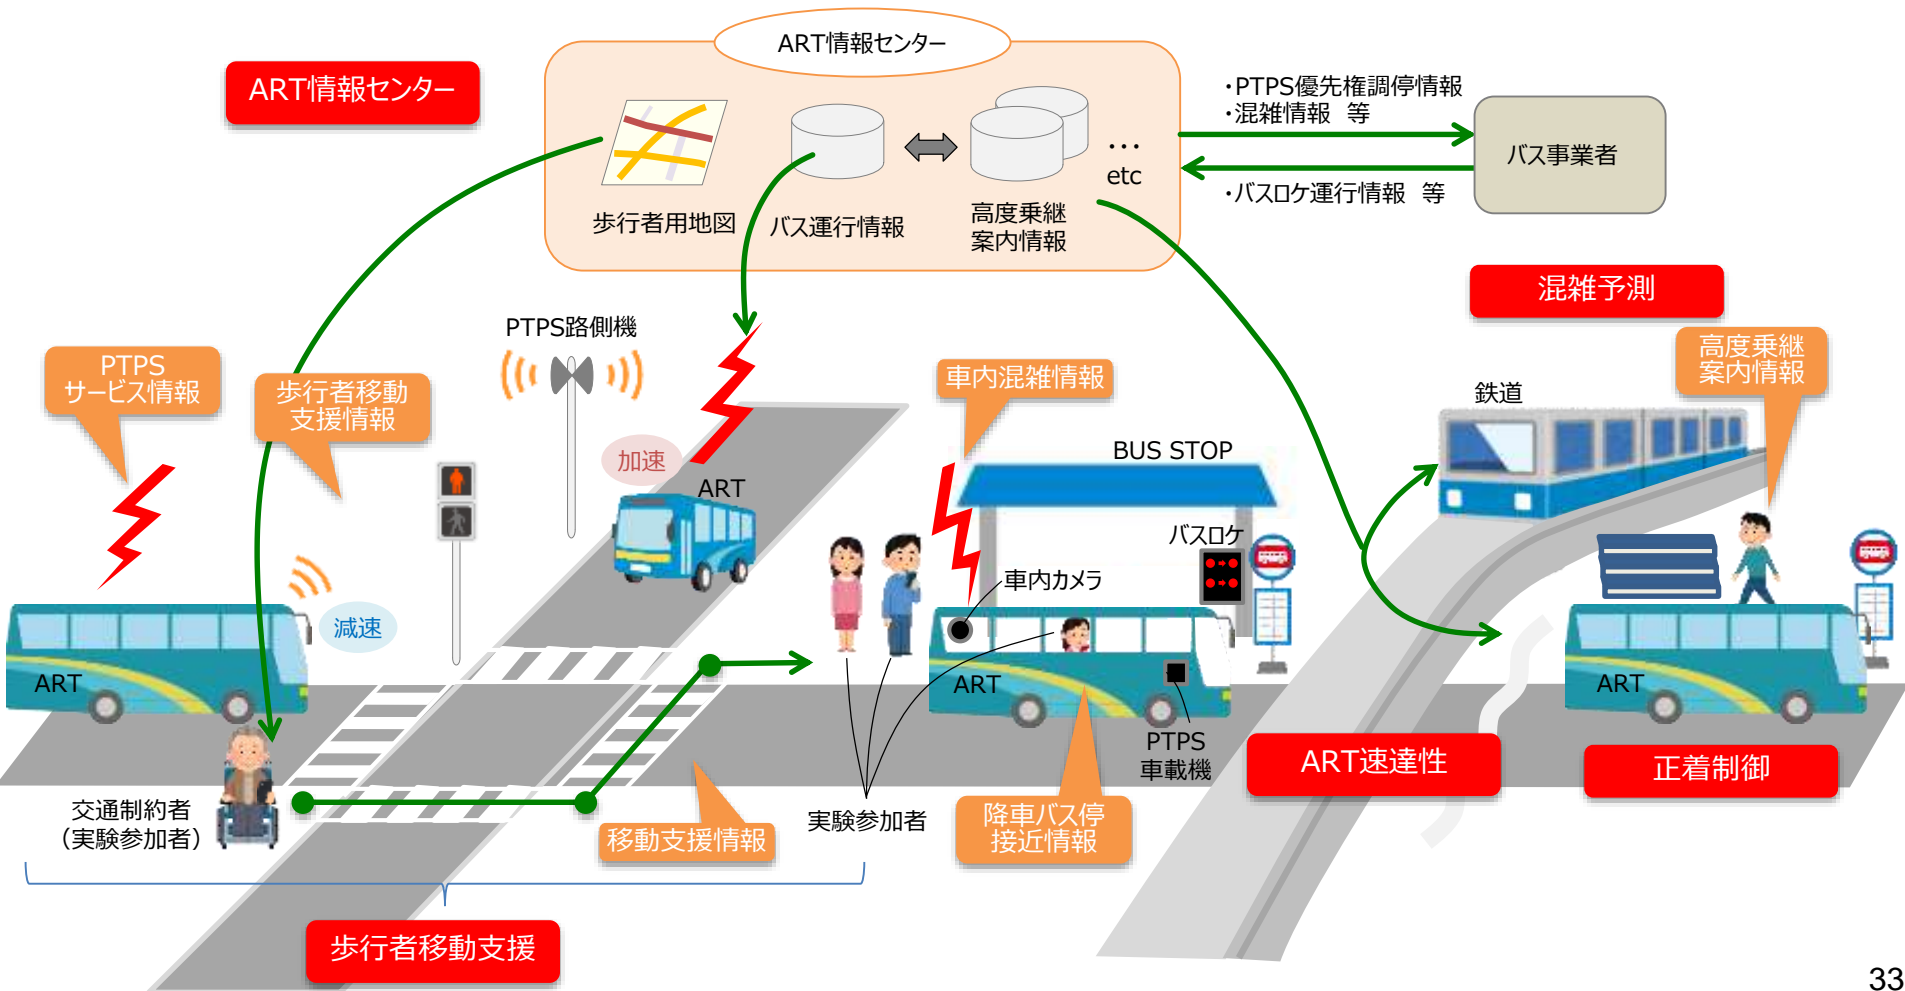 ART情報センター
ART情報センター
・PTPS優先権調停情報
・混雑情報　等
バス事業者
・バスロケ運行情報　等
…
etc
歩行者用地図
バス運行情報
高度乗継
案内情報
混雑予測
PTPS路側機
PTPS
サービス情報
歩行者移動
支援情報
車内混雑情報
高度乗継
案内情報
鉄道
BUS STOP
加速
ART
バスロケ
車内カメラ
減速
ART
ART
ART
PTPS
車載機
ART速達性
正着制御
交通制約者
（実験参加者）
移動支援情報
実験参加者
降車バス停
接近情報
歩行者移動支援
33